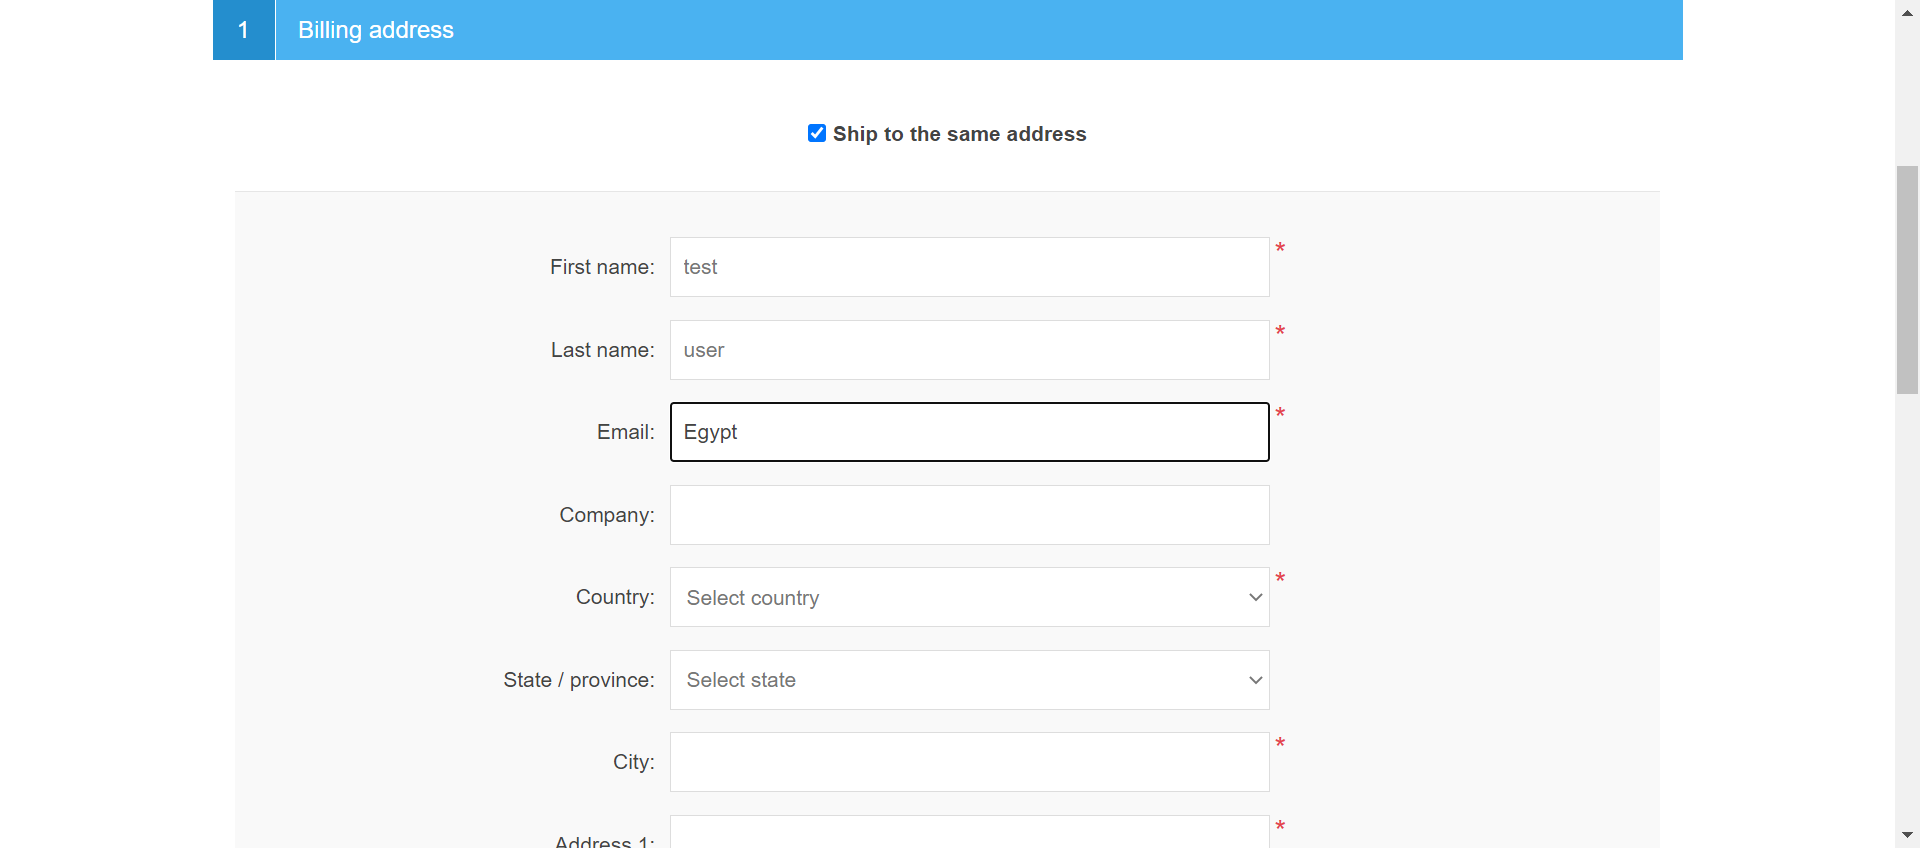 1 Billing address
Ship to the same address
First name: test *
Last name: user *
Email: Egypt *
Company:
Country: Select country *
State / province: Select state
City: *
Address 1: *